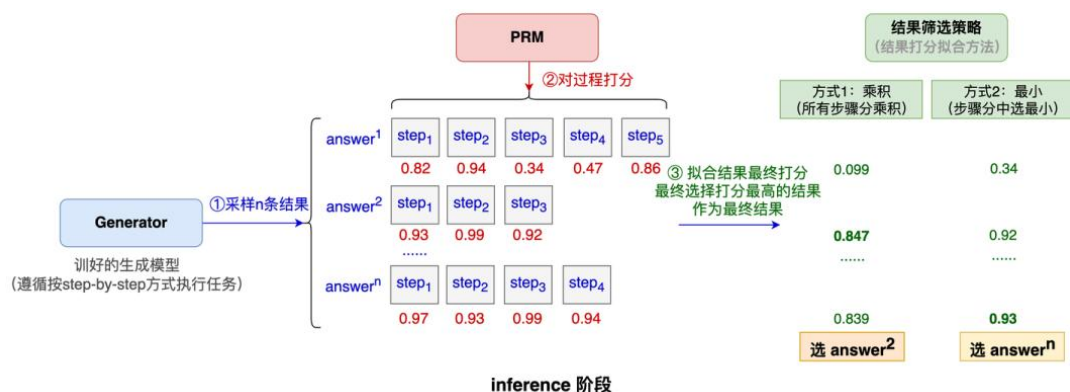 PRM
②对过程打分
结果筛选策略
(结果打分拟合方法)
方式1：乘积
(所有步骤分乘积)
方式2：最小
(步骤分中选最小)
answer1
step1 step2 step3 step4 step5
0.82 0.94 0.34 0.47 0.86
0.099 0.34
①采样n条结果
Generator
训好的生成模型
(遵循按step-by-step方式执行任务)
answer2
step1 step2 step3
0.93 0.99 0.92
......
③ 拟合结果最终打分
最终选择打分最高的结果
作为最终结果
0.847 0.92
...... ......
answern
step1 step2 step3 step4
0.97 0.93 0.99 0.94
0.839 0.93
选 answer2 选 answern
inference 阶段